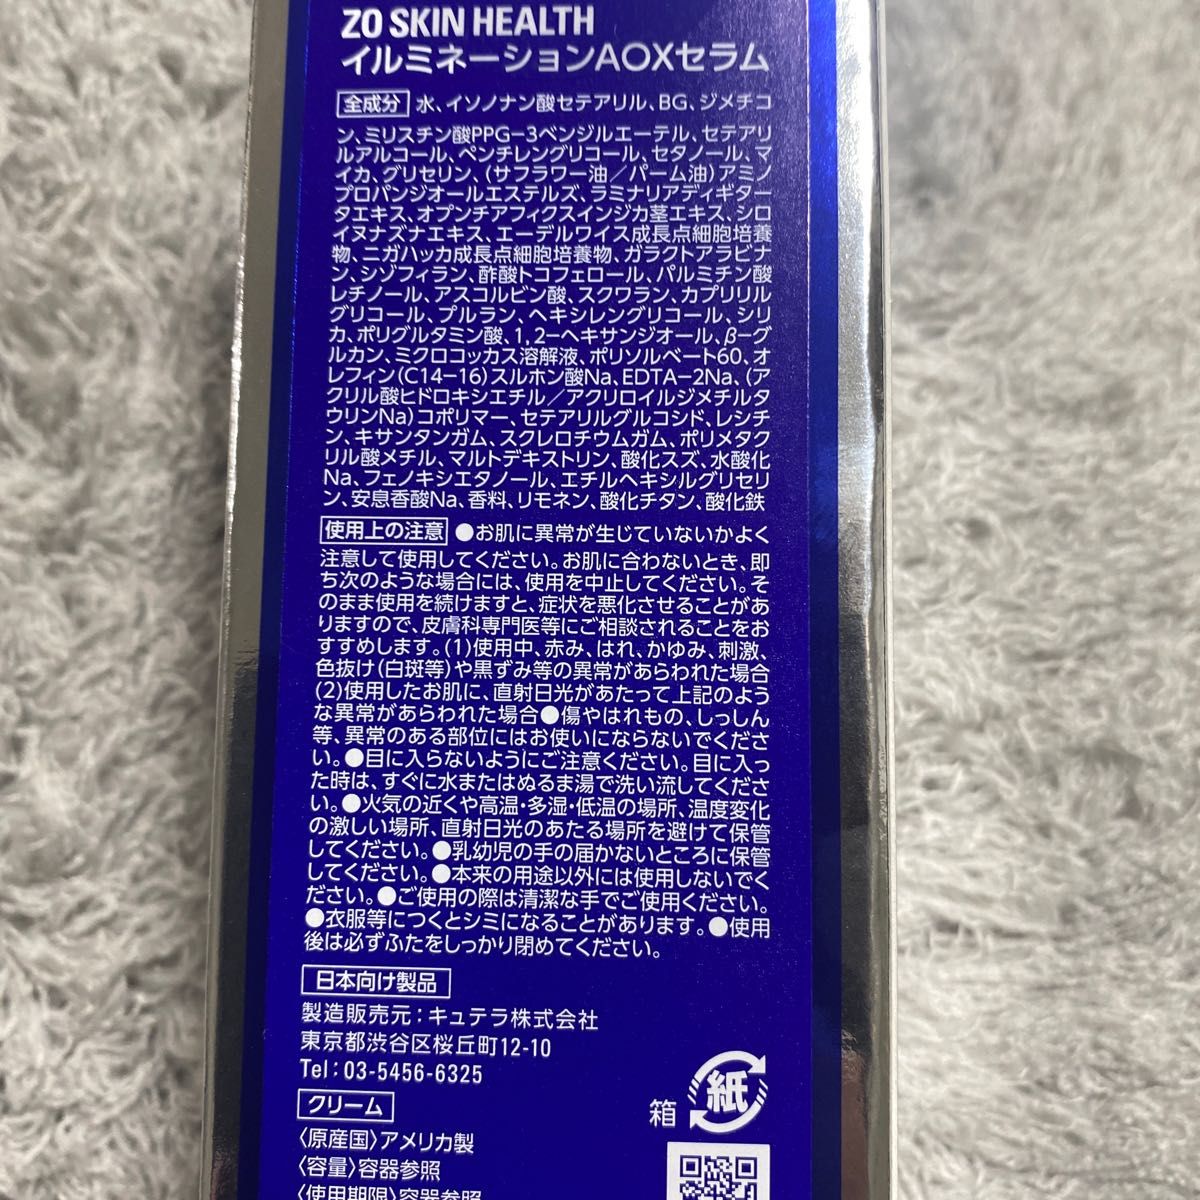 ZO SKIN HEALTH
イルミネーションAOXセラム
全成分 水、イソノナン酸セテアリル、BG、ジメチコ
ン、ミリスチン酸PPG-3ベンジルエーテル、セテアリ
ルアルコール、ペンチレングリコール、セタノール、マ
イカ、グリセリン、(サフラワー油/パーム油)アミノ
プロパンジオールエステルズ、ラミナリアディギター
タエキス、オプンチアフィクスインジカ茎エキス、シロ
イヌナズナエキス、エーデルワイス成長点細胞培養
物、ニガハッカ成長点細胞培養物、ガラクトアラビナ
ン、シゾフィラン、酢酸トコフェロール、パルミチン酸
レチノール、アスコルビン酸、スクワラン、カプリリル
グリコール、プルラン、ヘキシレングリコール、シリ
カ、ポリグルタミン酸、1,2-ヘキサンジオール、β-グ
ルカン、ミクロコッカス溶解液、ポリソルベート60、オ
レフィン(C14-16)スルホン酸Na、EDTA-2Na、(ア
クリル酸ヒドロキシエチル/アクリロイルジメチルタ
ウリンNa)コポリマー、セテアリルグルコシド、レシチ
ン、キサンタンガム、スクレロチウムガム、ポリメタク
リル酸メチル、マルトデキストリン、酸化スズ、水酸化
Na、フェノキシエタノール、エチルヘキシルグリセリ
ン、安息香酸Na、香料、リモネン、酸化チタン、酸化鉄
使用上の注意 ●お肌に異常が生じていないかよく
注意して使用してください。お肌に合わないとき、即
ち次のような場合には、使用を中止してください。そ
のまま使用を続けますと、症状を悪化させることがあ
りますので、皮膚科専門医等にご相談されることをお
すすめします。(1)使用中、赤み、はれ、かゆみ、刺激、
色抜け(白斑等)や黒ずみ等の異常があらわれた場合
(2)使用したお肌に、直射日光があたって上記のよう
な異常があらわれた場合●傷やはれもの、しっしん
等、異常のある部位にはお使いにならないでくださ
い。●目に入らないようにご注意ください。目に入っ
た時は、すぐに水またはぬるま湯で洗い流してくださ
い。●火気の近くや高温・多湿・低温の場所、温度変化
の激しい場所、直射日光のあたる場所を避けて保管
してください。●乳幼児の手の届かないところに保管
してください。●本来の用途以外には使用しないでく
ださい。●ご使用の際は清潔な手でご使用ください。
●衣服等につくとシミになることがあります。●使用
後は必ずふたをしっかり閉めてください。
日本向け製品
製造販売元:キュテラ株式会社
東京都渋谷区桜丘町12-10
Tel:03-5456-6325
箱 紙
クリーム
〈原産国〉アメリカ製
〈容量〉容器参照
〈使用期限〉容器参照